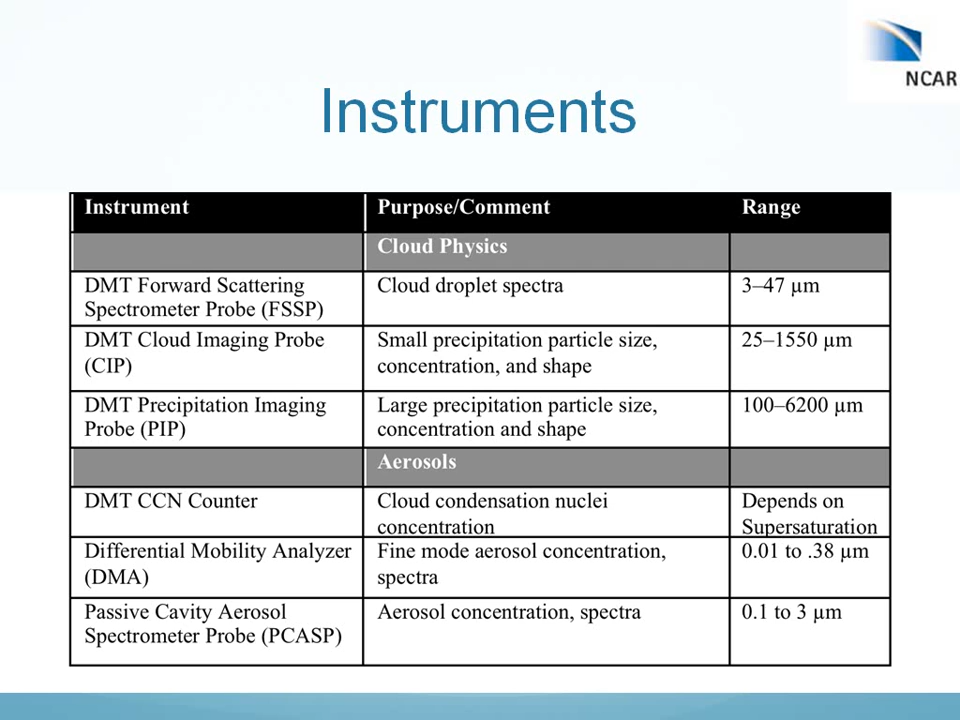 NCAR
Instruments
Instrument Purpose/Comment Range
Cloud Physics
DMT Forward Scattering
Spectrometer Probe (FSSP)
Cloud droplet spectra
3–47 µm
DMT Cloud Imaging Probe
(CIP)
Small precipitation particle size,
concentration, and shape
25–1550 µm
DMT Precipitation Imaging
Probe (PIP)
Large precipitation particle size,
concentration and shape
100–6200 µm
Aerosols
DMT CCN Counter
Cloud condensation nuclei
concentration
Depends on
Supersaturation
Differential Mobility Analyzer
(DMA)
Fine mode aerosol concentration,
spectra
0.01 to .38 µm
Passive Cavity Aerosol
Spectrometer Probe (PCASP)
Aerosol concentration, spectra
0.1 to 3 µm